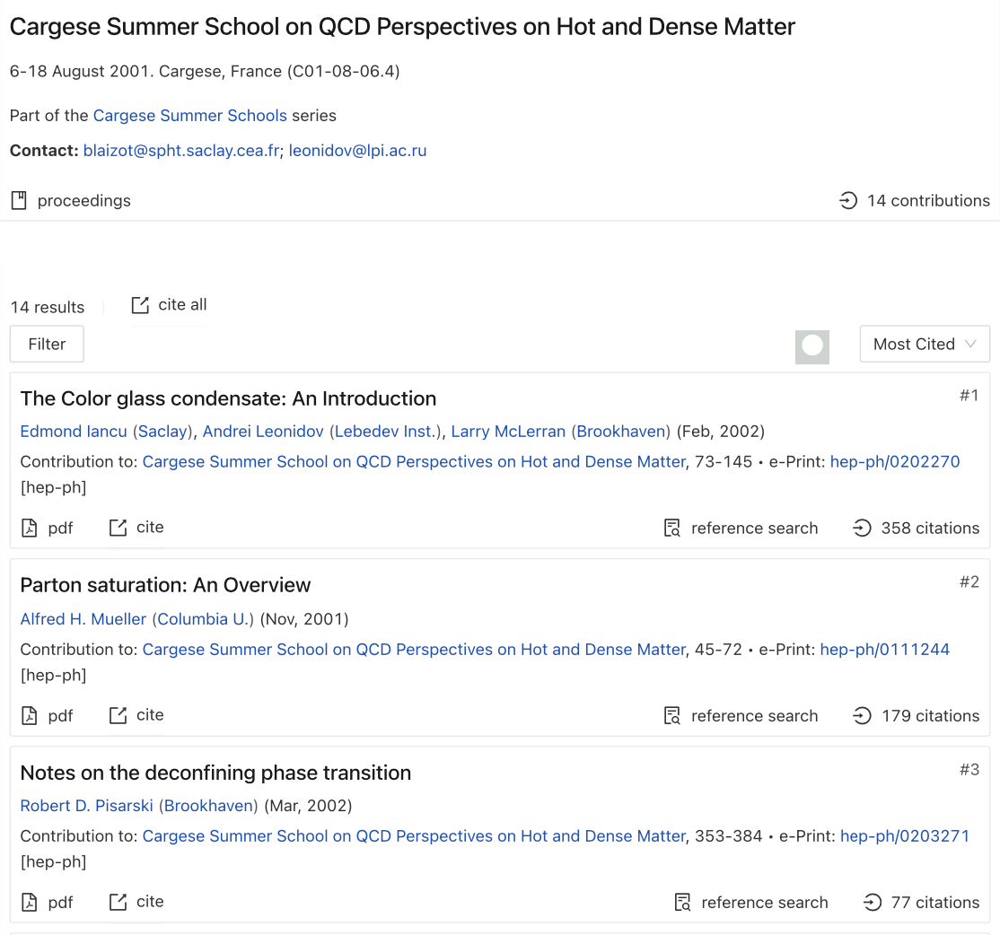 Cargese Summer School on QCD Perspectives on Hot and Dense Matter
6-18 August 2001. Cargese, France (C01-08-06.4)
Part of the Cargese Summer Schools series
Contact: blaizot@spht.saclay.cea.fr; leonidov@lpi.ac.ru
proceedings 14 contributions
14 results cite all
Filter Most Cited
The Color glass condensate: An Introduction #1
Edmond Iancu (Saclay), Andrei Leonidov (Lebedev Inst.), Larry McLerran (Brookhaven) (Feb, 2002)
Contribution to: Cargese Summer School on QCD Perspectives on Hot and Dense Matter, 73-145 • e-Print: hep-ph/0202270
[hep-ph]
pdf cite reference search 358 citations
Parton saturation: An Overview #2
Alfred H. Mueller (Columbia U.) (Nov, 2001)
Contribution to: Cargese Summer School on QCD Perspectives on Hot and Dense Matter, 45-72 • e-Print: hep-ph/0111244
[hep-ph]
pdf cite reference search 179 citations
Notes on the deconfining phase transition #3
Robert D. Pisarski (Brookhaven) (Mar, 2002)
Contribution to: Cargese Summer School on QCD Perspectives on Hot and Dense Matter, 353-384 • e-Print: hep-ph/0203271
[hep-ph]
pdf cite reference search 77 citations